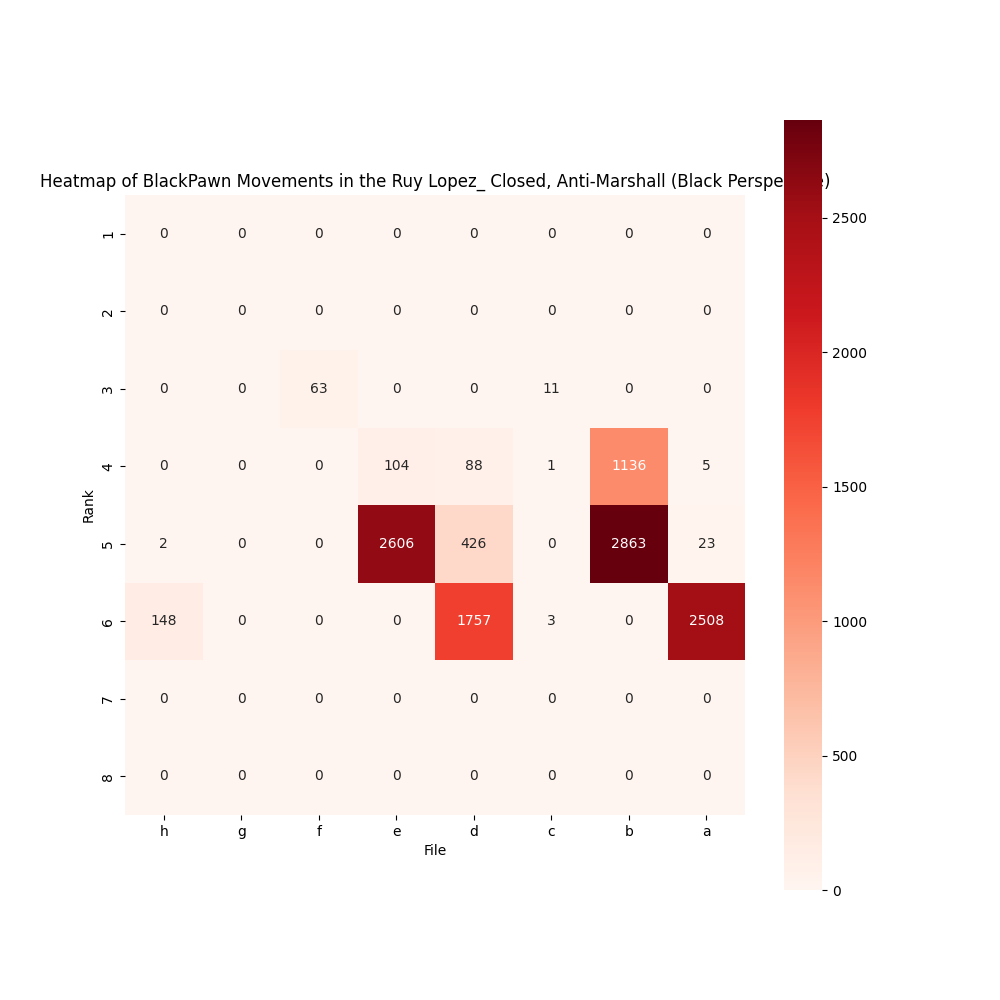 Heatmap of BlackPawn Movements in the Ruy Lopez_ Closed, Anti-Marshall (Black Perspective)
Rank
1 0 0 0 0 0 0 0 0
2 0 0 0 0 0 0 0 0
3 0 0 63 0 0 11 0 0
4 0 0 0 104 88 1 1136 5
5 2 0 0 2606 426 0 2863 23
6 148 0 0 0 1757 3 0 2508
7 0 0 0 0 0 0 0 0
8 0 0 0 0 0 0 0 0
h g f e d c b a
File
2500
2000
1500
1000
500
0